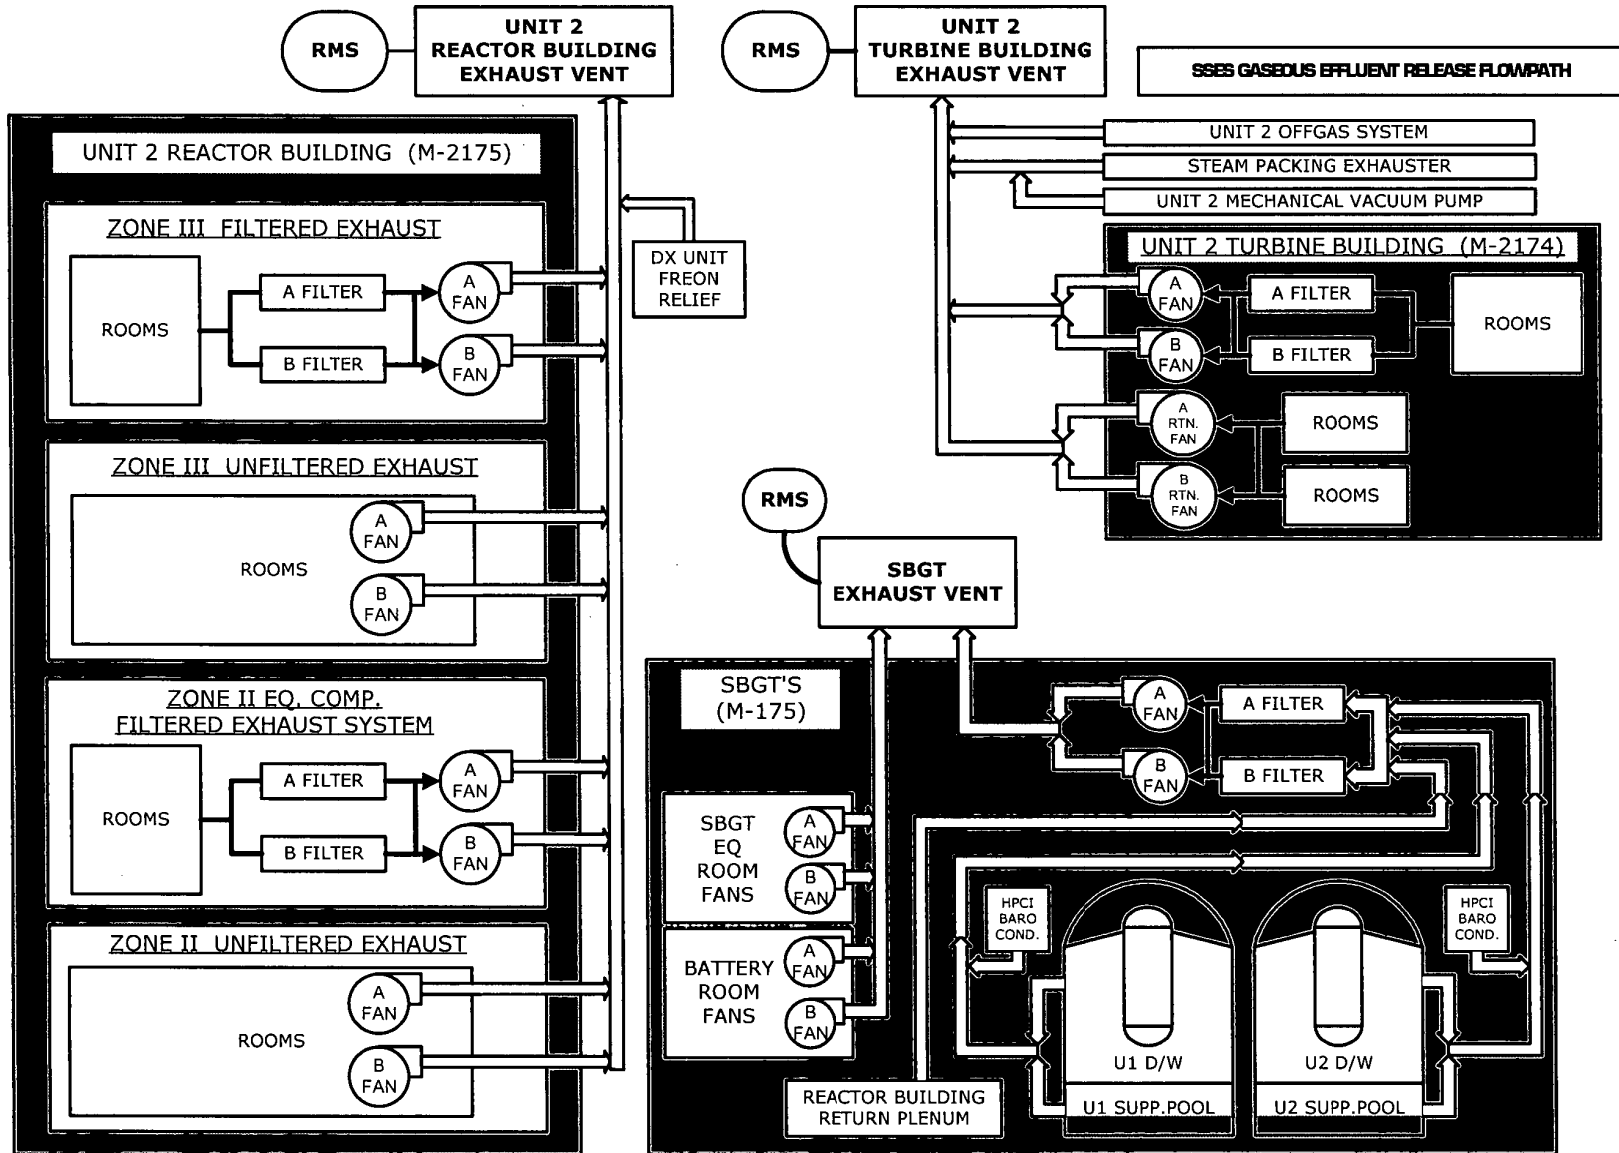 RMS
UNIT 2
REACTOR BUILDING
EXHAUST VENT
RMS
UNIT 2
TURBINE BUILDING
EXHAUST VENT
SSES GASEOUS EFFLUENT RELEASE FLOWPATH
UNIT 2 REACTOR BUILDING (M-2175)
ZONE III FILTERED EXHAUST
ROOMS
A FILTER
B FILTER
A
FAN
B
FAN
DX UNIT
FREON
RELIEF
ZONE III UNFILTERED EXHAUST
ROOMS
A
FAN
B
FAN
ZONE II EQ. COMP.
FILTERED EXHAUST SYSTEM
ROOMS
A FILTER
B FILTER
A
FAN
B
FAN
ZONE II UNFILTERED EXHAUST
ROOMS
A
FAN
B
FAN
UNIT 2 OFFGAS SYSTEM
STEAM PACKING EXHAUSTER
UNIT 2 MECHANICAL VACUUM PUMP
UNIT 2 TURBINE BUILDING (M-2174)
A
FAN
B
FAN
A FILTER
B FILTER
ROOMS
A
RTN.
FAN
B
RTN.
FAN
ROOMS
ROOMS
RMS
SBGT
EXHAUST VENT
SBGT'S
(M-175)
A
FAN
B
FAN
A FILTER
B FILTER
SBGT
EQ
ROOM
FANS
A
FAN
B
FAN
BATTERY
ROOM
FANS
A
FAN
B
FAN
HPCI
BARO
COND.
HPCI
BARO
COND.
U1 D/W
U1 SUPP.POOL
U2 D/W
U2 SUPP.POOL
REACTOR BUILDING
RETURN PLENUM